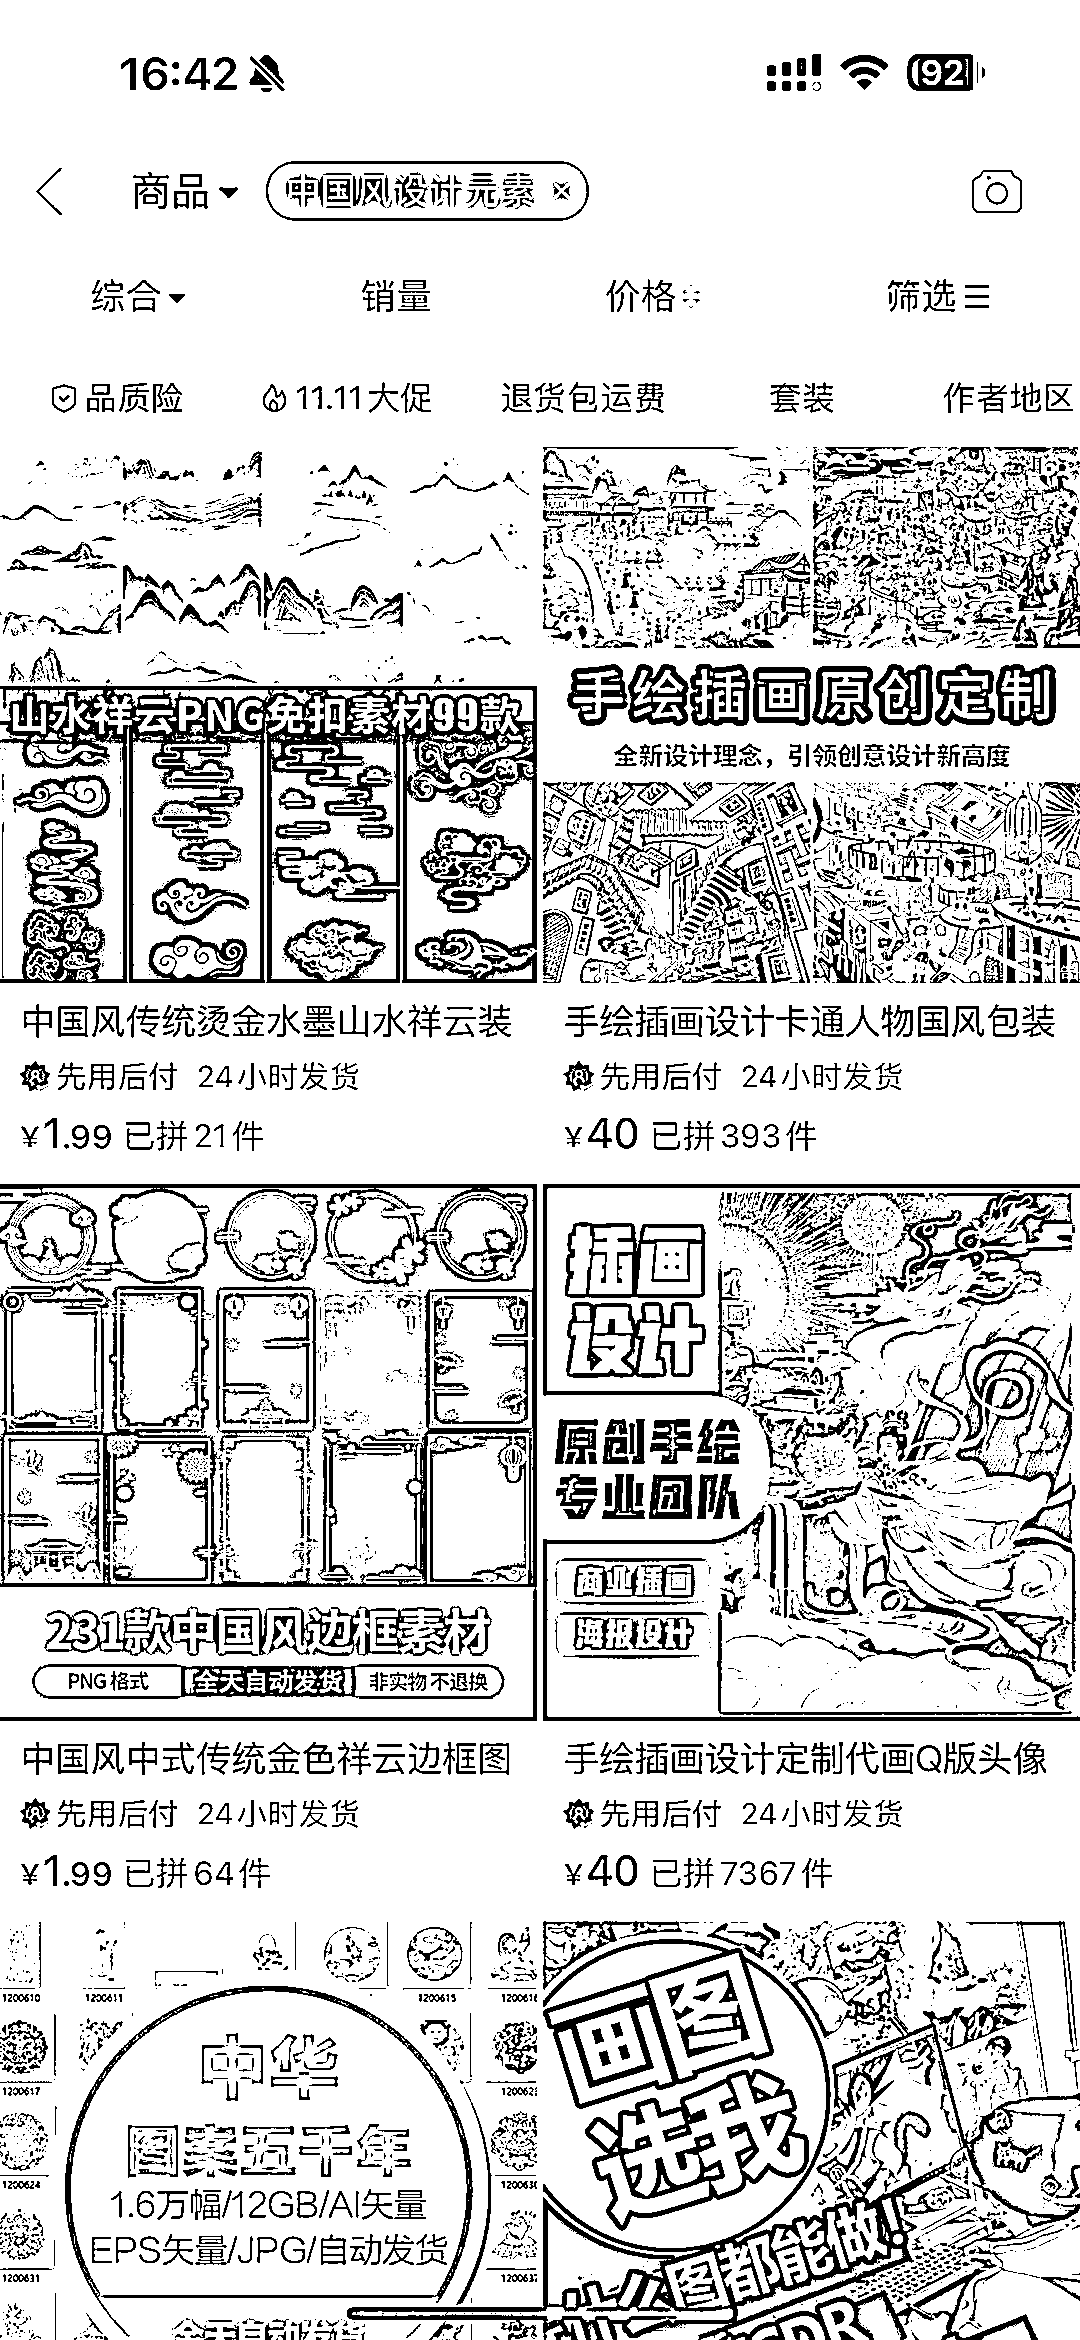 16:42
92
商品
中国风设计元素
综合
销量
价格
筛选
品质险
11.11大促
退货包运费
套装
作者地区
山水祥云PNG免扣素材99款
中国风传统烫金水墨山水祥云装
先用后付 24小时发货
¥1.99 已拼21件
手绘插画原创定制
全新设计理念，引领创意设计新高度
手绘插画设计卡通人物国风包装
先用后付 24小时发货
¥40 已拼393件
231款中国风边框素材
PNG格式 全天自动发货 非实物不退换
中国风中式传统金色祥云边框图
先用后付 24小时发货
¥1.99 已拼64件
插画
设计
原创手绘
专业团队
商业插画
海报设计
手绘插画设计定制代画Q版头像
先用后付 24小时发货
¥40 已拼7367件
1200610
1200611
1200615
1200617
1200624
1200631
中华
图案五千年
1.6万幅/12GB/AI矢量
EPS矢量/JPG/自动发货
全天自动发货
画图
选我
图都能做!